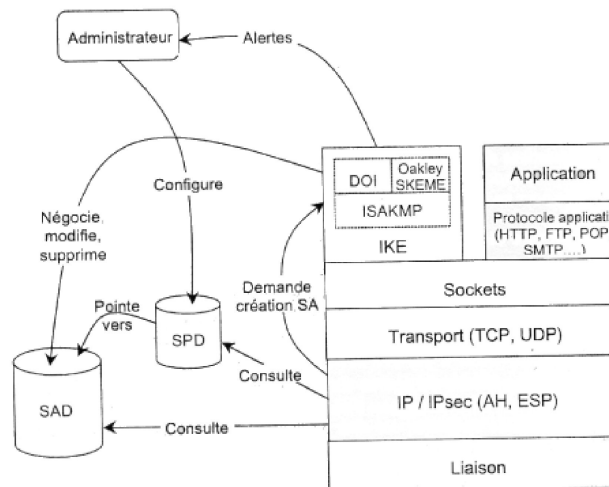 Administrateur
Alertes
Configure
Négocie,
modifie,
supprime
DOI
Oakley
SKEME
ISAKMP
IKE
Application
Protocole applicati
(HTTP, FTP, POP
SMTP....)
Demande
création SA
Sockets
Pointe
vers
SPD
Transport (TCP, UDP)
Consulte
SAD
IP / IPsec (AH, ESP)
Consulte
Liaison